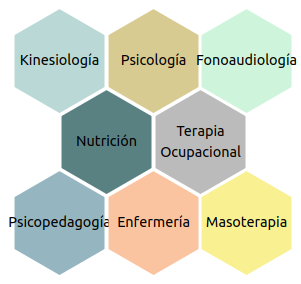 Kinesiología
Psicología
Fonoaudiología
Nutrición
Terapia
Ocupacional
Psicopedagogía
Enfermería
Masoterapia